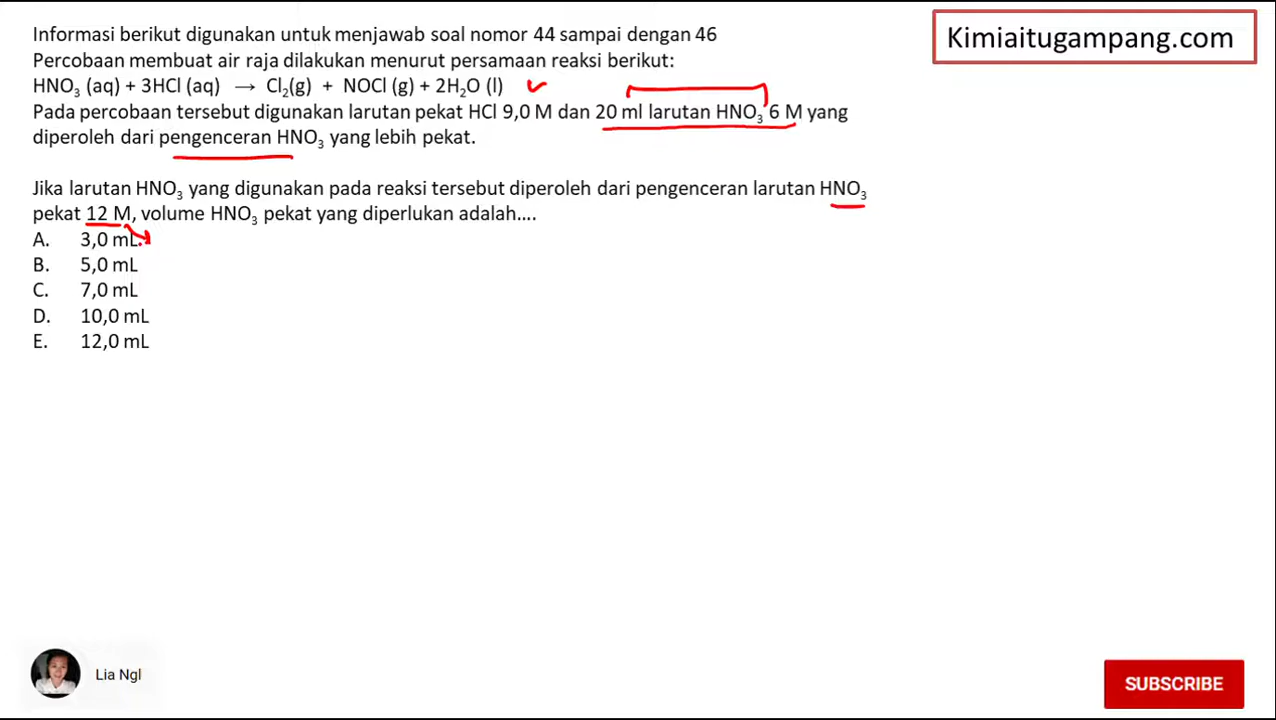 Kimiaitugampang.com
Informasi berikut digunakan untuk menjawab soal nomor 44 sampai dengan 46
Percobaan membuat air raja dilakukan menurut persamaan reaksi berikut:
HNO₃ (aq) + 3HCl (aq) → Cl₂(g) + NOCl (g) + 2H₂O (l)
Pada percobaan tersebut digunakan larutan pekat HCl 9,0 M dan 20 ml larutan HNO₃ 6 M yang
diperoleh dari pengenceran HNO₃ yang lebih pekat.
Jika larutan HNO₃ yang digunakan pada reaksi tersebut diperoleh dari pengenceran larutan HNO₃
pekat 12 M, volume HNO₃ pekat yang diperlukan adalah....
A. 3,0 mL.
B. 5,0 mL
C. 7,0 mL
D. 10,0 mL
E. 12,0 mL
Lia Ngl
SUBSCRIBE